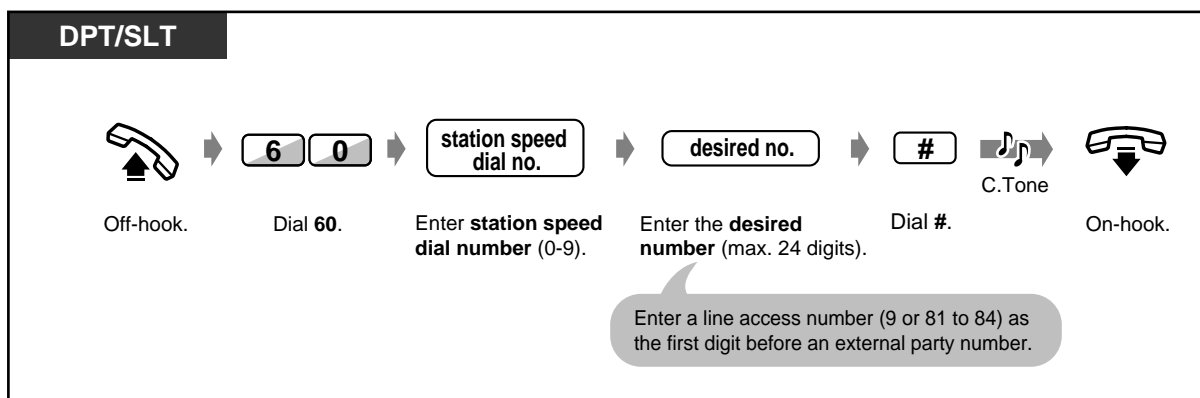 DPT/SLT
6 0
station speed
dial no.
desired no.
#
C.Tone
Off-hook.
Dial 60.
Enter station speed
dial number (0-9).
Enter the desired
number (max. 24 digits).
Dial #.
On-hook.
Enter a line access number (9 or 81 to 84) as
the first digit before an external party number.